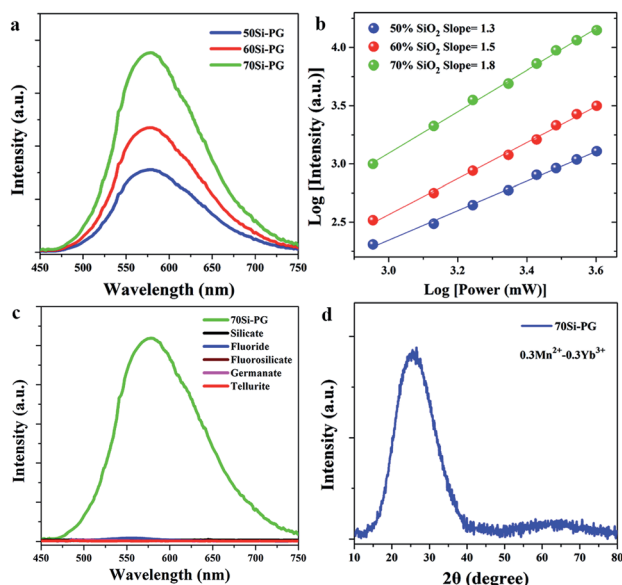 a
50Si-PG
60Si-PG
70Si-PG
Intensity (a.u.)
450 500 550 600 650 700 750
Wavelength (nm)
b
50% SiO2 Slope= 1.3
60% SiO2 Slope= 1.5
70% SiO2 Slope= 1.8
Log [Intensity (a.u.)]
4.0
3.5
3.0
2.5
3.0 3.2 3.4 3.6
Log [Power (mW)]
c
70Si-PG
Silicate
Fluoride
Fluorosilicate
Germanate
Tellurite
Intensity (a.u.)
450 500 550 600 650 700 750
Wavelength (nm)
d
70Si-PG
0.3Mn2+-0.3Yb3+
Intensity (a.u.)
10 20 30 40 50 60 70 80
2θ (degree)